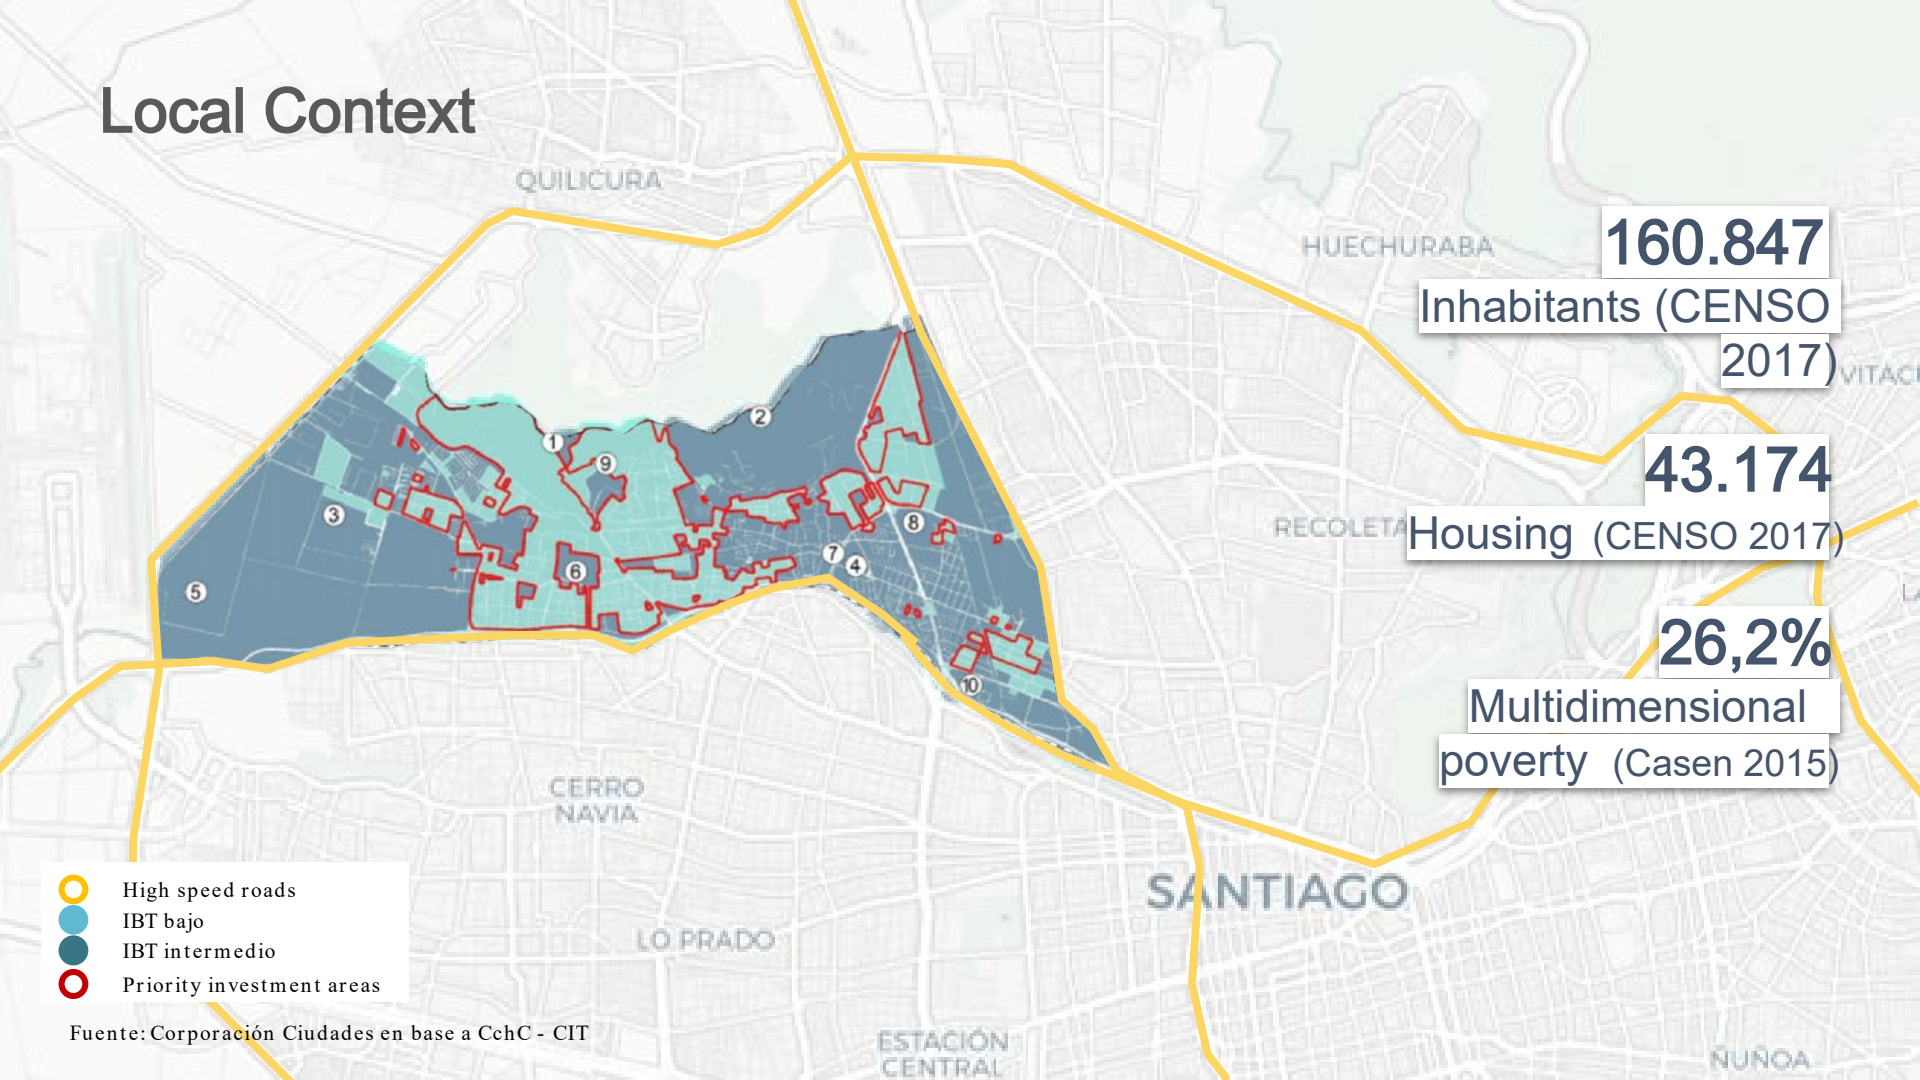 Local Context
QUILICURA
HUECHURABA
160.847
Inhabitants (CENSO
2017)
1
2
9
3
43.174
8
RECOLETA
Housing (CENSO 2017)
7
4
6
5
26,2%
10
Multidimensional
poverty (Casen 2015)
CERRO
NAVIA
SANTIAGO
High speed roads
IBT bajo
IBT intermedio
LO PRADO
Priority investment areas
Fuente: Corporación Ciudades en base a CchC - CIT
ESTACIÓN
CENTRAL
ÑUÑOA